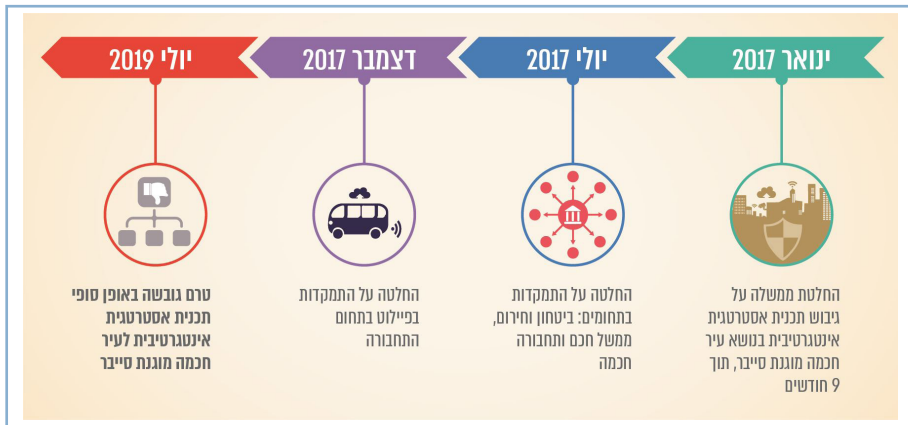 ינואר 2017
החלטת ממשלה על
גיבוש תכנית אסטרטגית
אינטגרטיבית בנושא עיר
חכמה מוגנת סייבר, תוך
9 חודשים
יולי 2017
החלטה על התמקדות
בתחומים: ביטחון וחירום,
ממשל חכם ותחבורה
חכמה
דצמבר 2017
החלטה על התמקדות
בפיילוט בתחום
התחבורה
יולי 2019
טרם גובשה באופן סופי
תכנית אסטרטגית
אינטגרטיבית לעיר
חכמה מוגנת סייבר